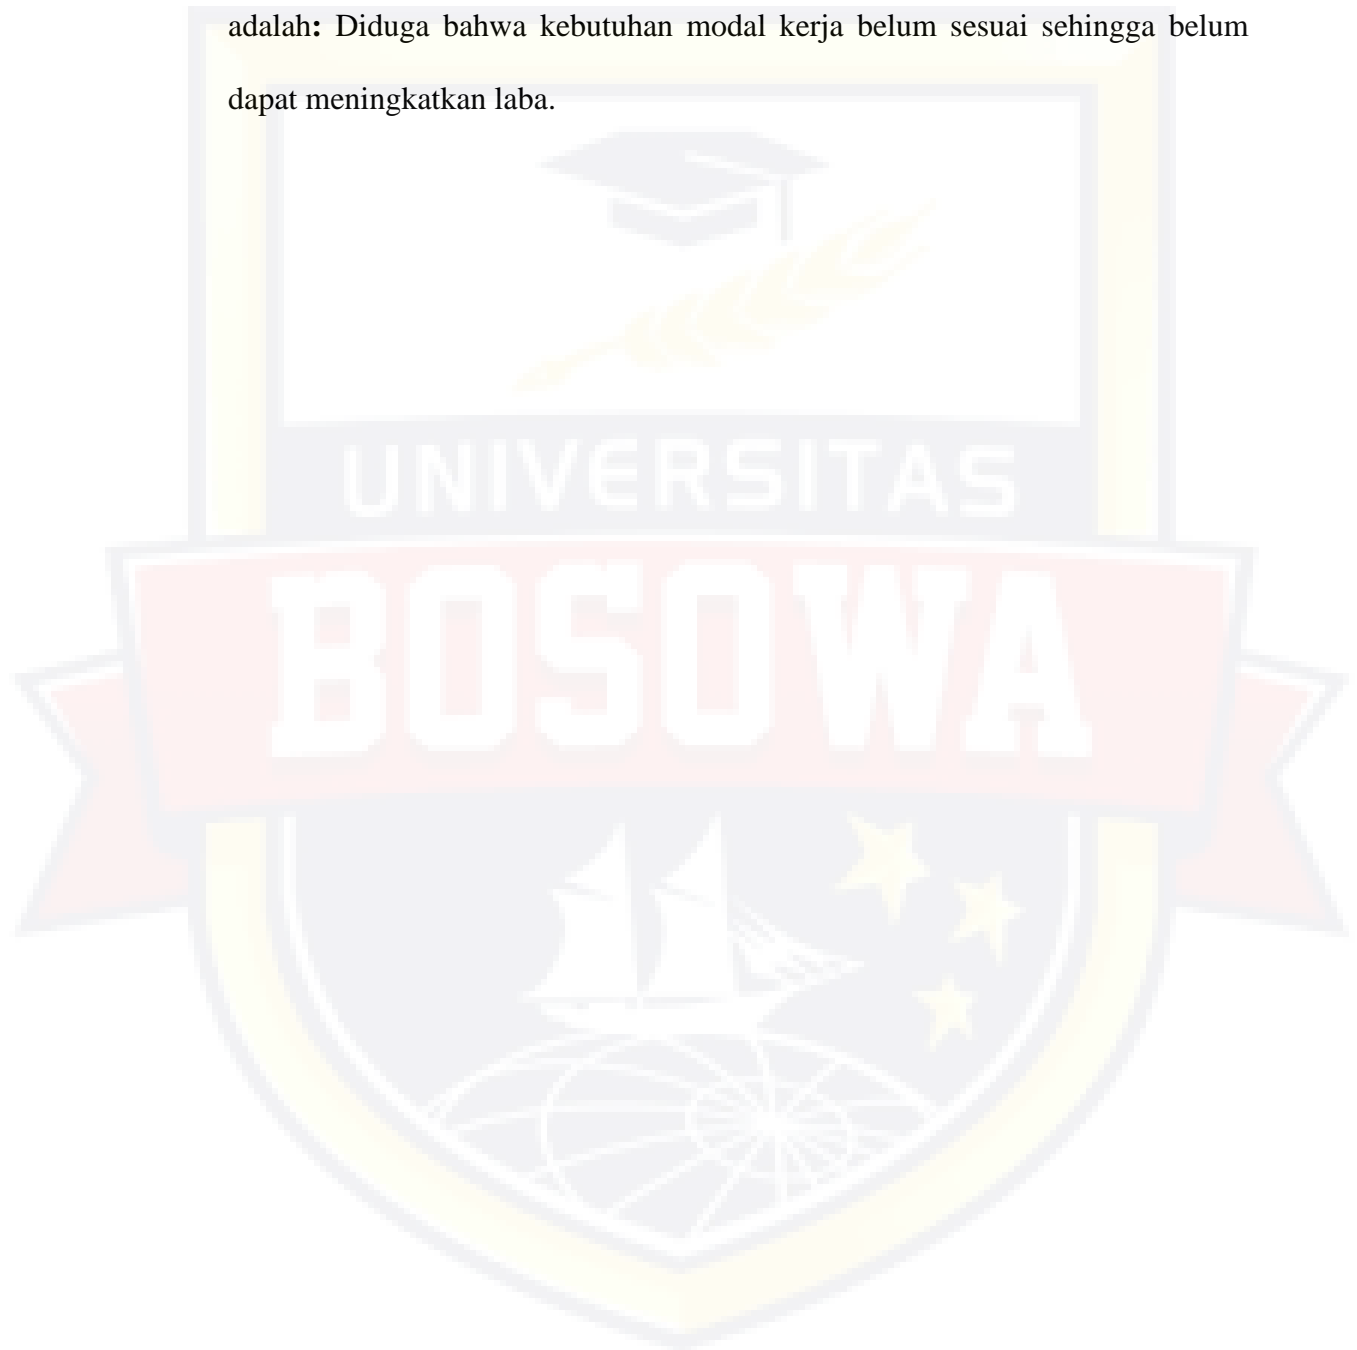 adalah: Diduga bahwa kebutuhan modal kerja belum sesuai sehingga belum
dapat meningkatkan laba.
UNIVERSITAS
BOSOWA